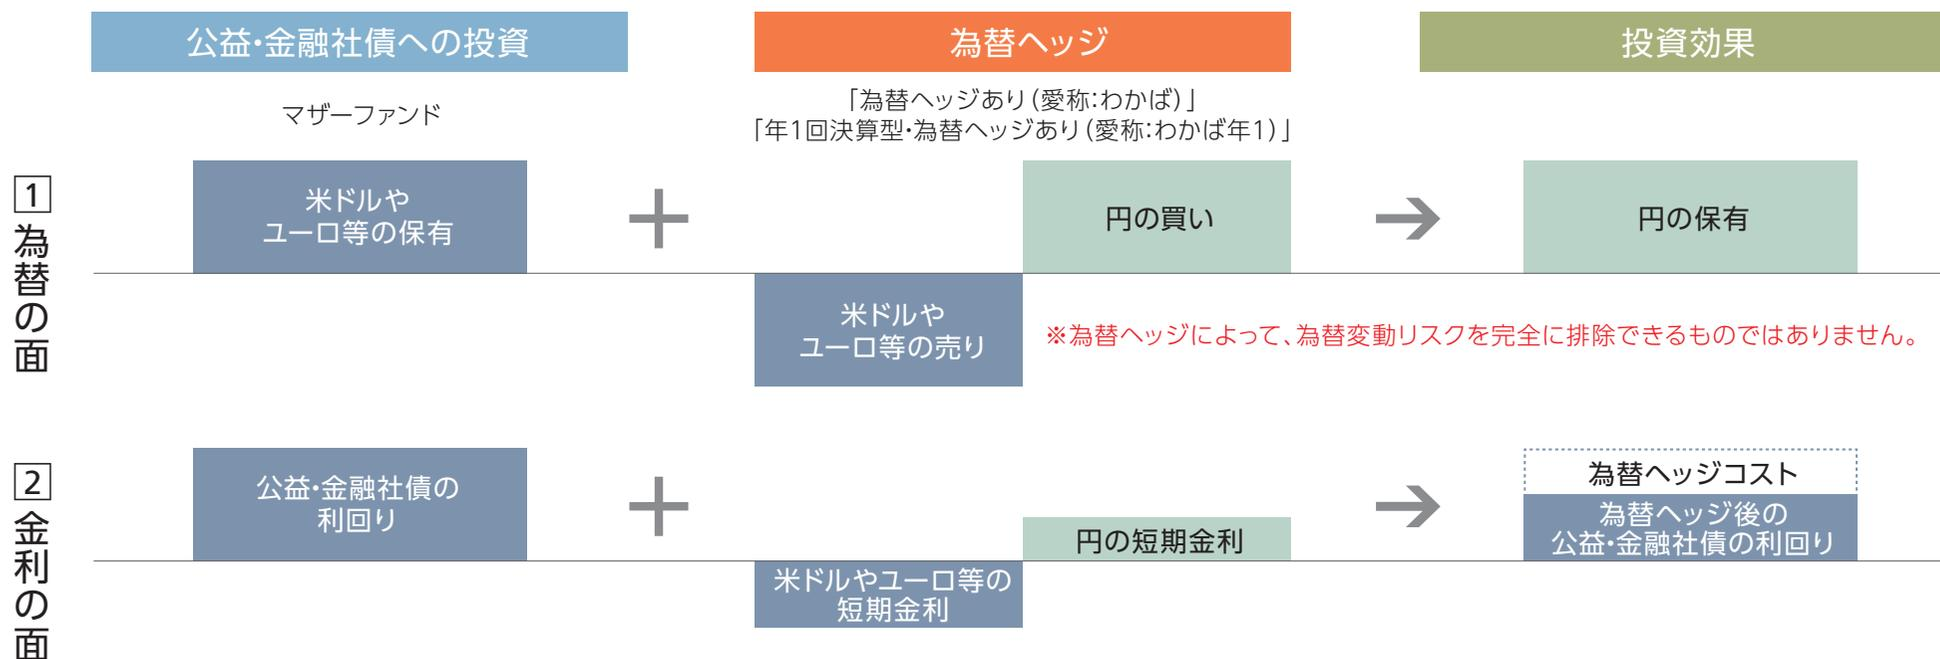 公益・金融社債への投資
為替ヘッジ
投資効果
マザーファンド
「為替ヘッジあり（愛称：わかば）」
「年1回決算型・為替ヘッジあり（愛称：わかば年1）」
1為替の面
米ドルや
ユーロ等の保有
＋
円の買い
→
円の保有
米ドルや
ユーロ等の売り
※為替ヘッジによって、為替変動リスクを完全に排除できるものではありません。
2金利の面
公益・金融社債の
利回り
＋
円の短期金利
→
為替ヘッジコスト
為替ヘッジ後の
公益・金融社債の利回り
米ドルやユーロ等の
短期金利